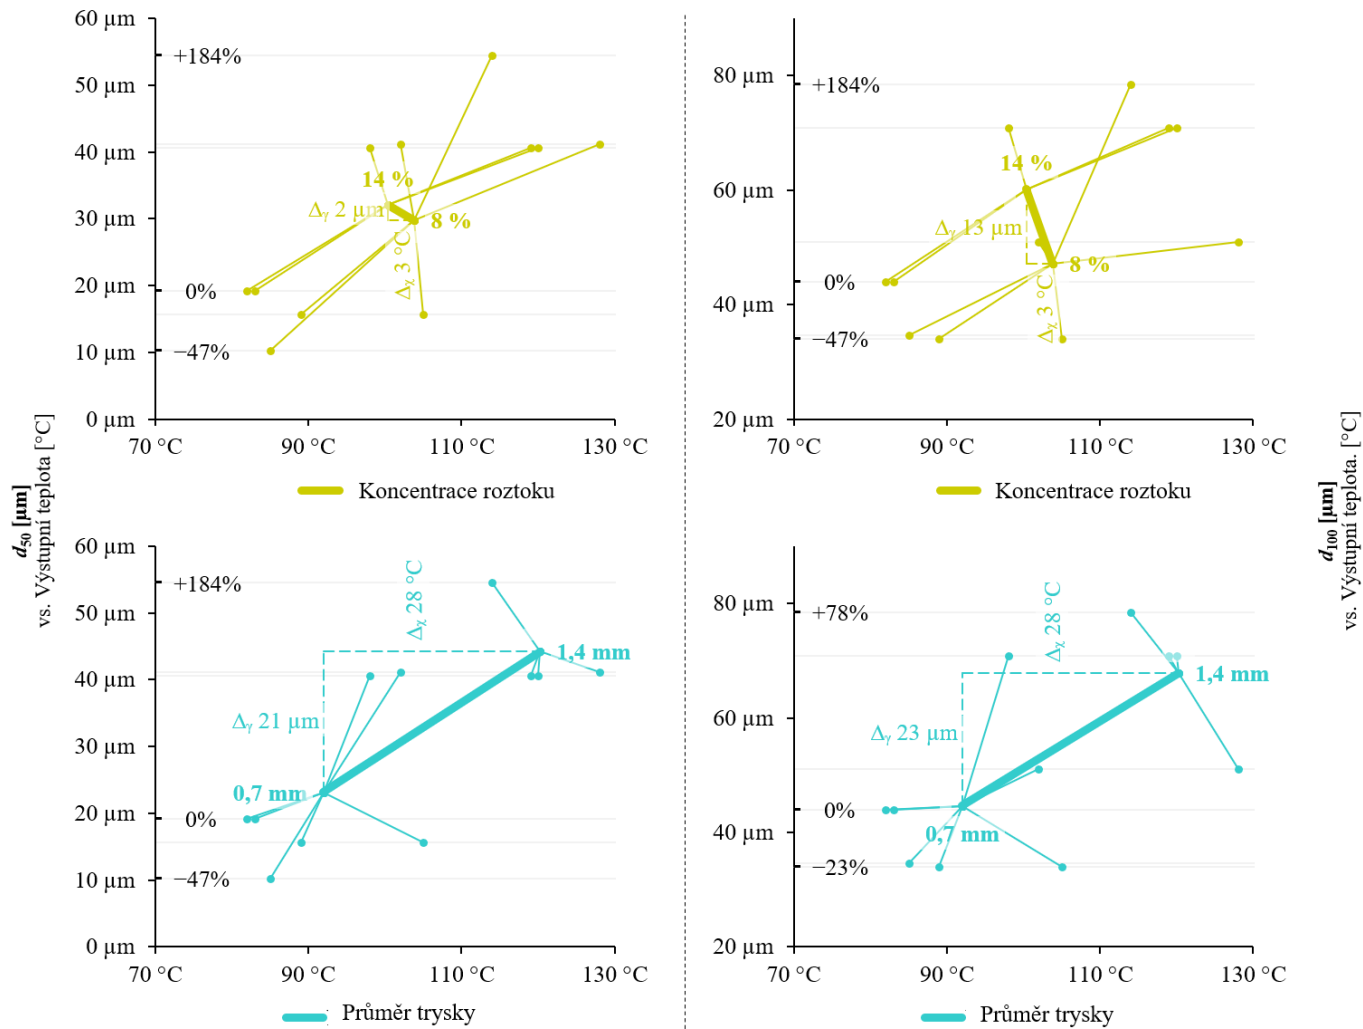 60 µm
50 µm
40 µm
30 µm
20 µm
10 µm
0 µm
+184%
0%
−47%
14 %
Δᵧ 2 µm
8 %
Δᵪ 3 °C
70 °C
90 °C
110 °C
130 °C
Koncentrace roztoku
80 µm
60 µm
40 µm
20 µm
+184%
0%
−47%
14 %
Δᵧ 13 µm
8 %
Δᵪ 3 °C
70 °C
90 °C
110 °C
130 °C
Koncentrace roztoku
d₅₀ [µm]
vs. Výstupní teplota [°C]
d₁₀₀ [µm]
vs. Výstupní teplota. [°C]
60 µm
50 µm
40 µm
30 µm
20 µm
10 µm
0 µm
+184%
0%
−47%
Δᵪ 28 °C
1,4 mm
Δᵧ 21 µm
0,7 mm
70 °C
90 °C
110 °C
130 °C
Průměr trysky
80 µm
60 µm
40 µm
20 µm
+78%
0%
−23%
Δᵪ 28 °C
1,4 mm
Δᵧ 23 µm
0,7 mm
70 °C
90 °C
110 °C
130 °C
Průměr trysky